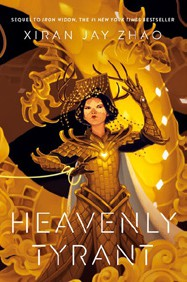 SEQUEL TO IRON WIDOW, THE #1 NEW YORK TIMES BESTSELLER
XIRAN JAY ZHAO
HEAVENLY
TYRANT